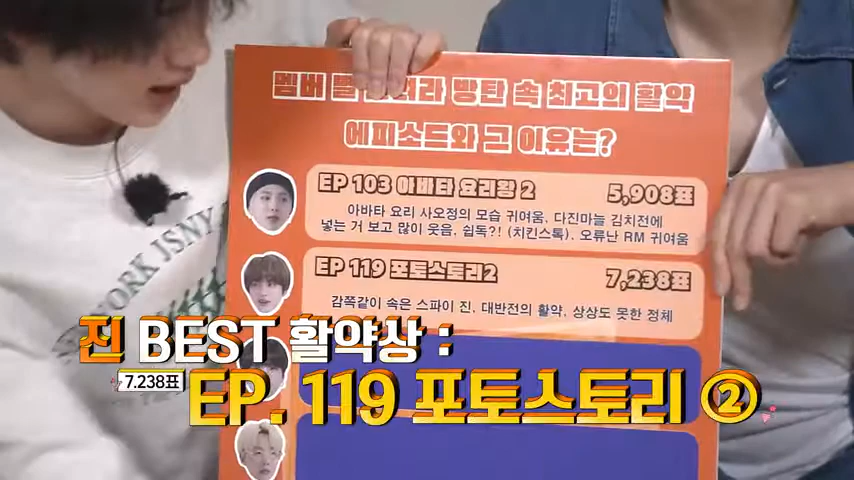 멤버 별 달려라 방탄 속 최고의 활약
에피소드와 그 이유는?
EP 103 아바타 요리왕 2 5,908표
아바타 요리 사오정의 모습 귀여움, 다진마늘 김치전에
넣는 거 보고 많이 웃음, 쉽독?! (치킨스톡), 오류난 RM 귀여움
EP 119 포토스토리2 7,238표
감쪽같이 속은 스파이 진, 대반전의 활약, 상상도 못한 정체
YORK JSNY
진 BEST 활약상 :
7,238표
EP. 119 포토스토리 ②